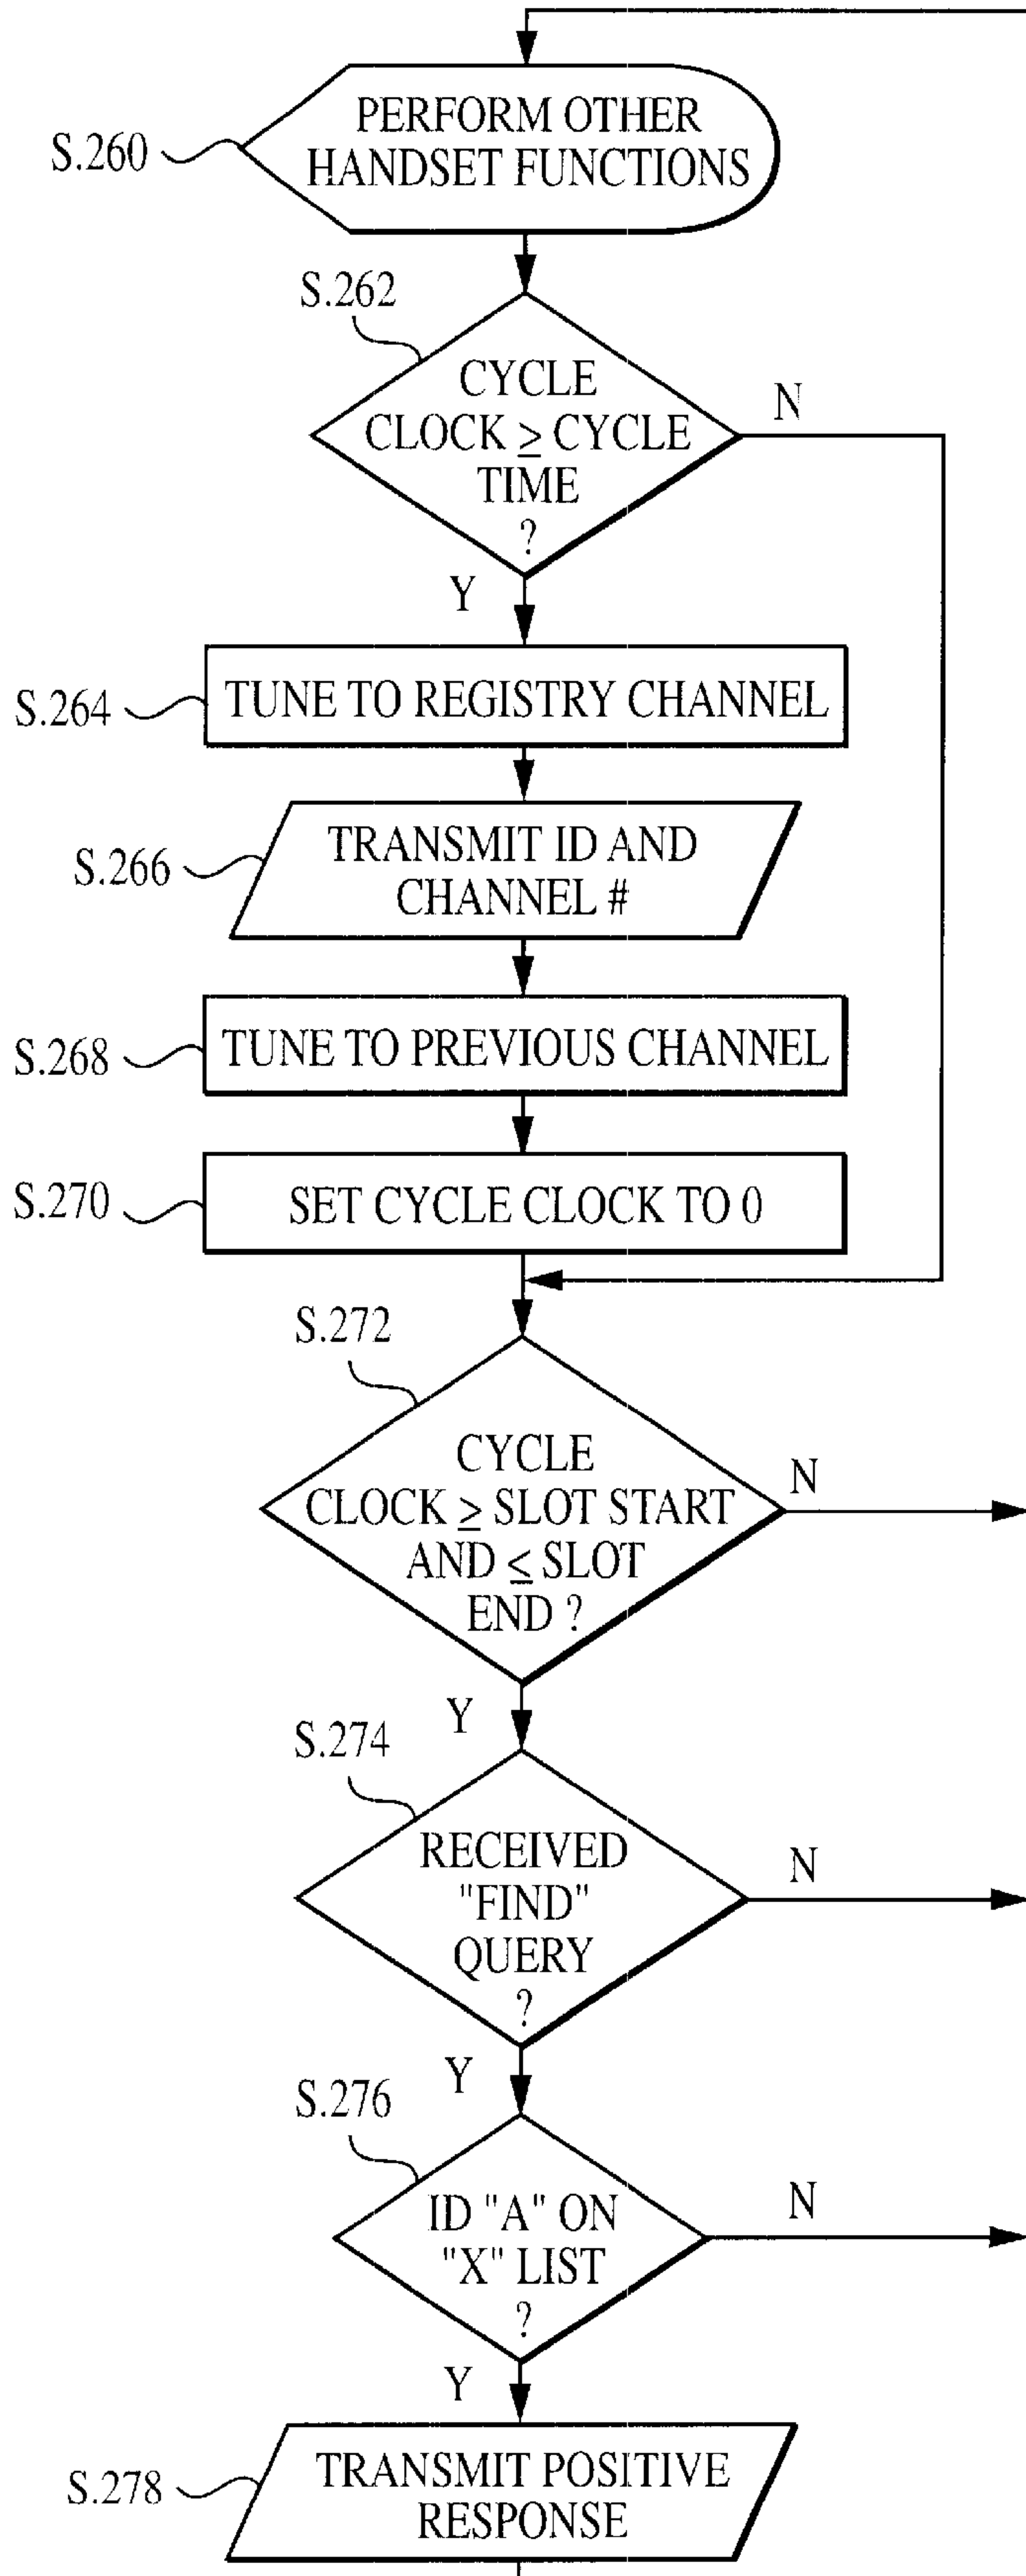 PERFORM OTHER
HANDSET FUNCTIONS
S.260
S.262
CYCLE
CLOCK ≥ CYCLE
TIME
?
N
Y
S.264
TUNE TO REGISTRY CHANNEL
S.266
TRANSMIT ID AND
CHANNEL #
S.268
TUNE TO PREVIOUS CHANNEL
S.270
SET CYCLE CLOCK TO 0
S.272
CYCLE
CLOCK ≥ SLOT START
AND ≤ SLOT
END ?
N
Y
S.274
RECEIVED
"FIND"
QUERY
?
N
Y
S.276
ID "A" ON
"X" LIST
?
N
Y
S.278
TRANSMIT POSITIVE
RESPONSE